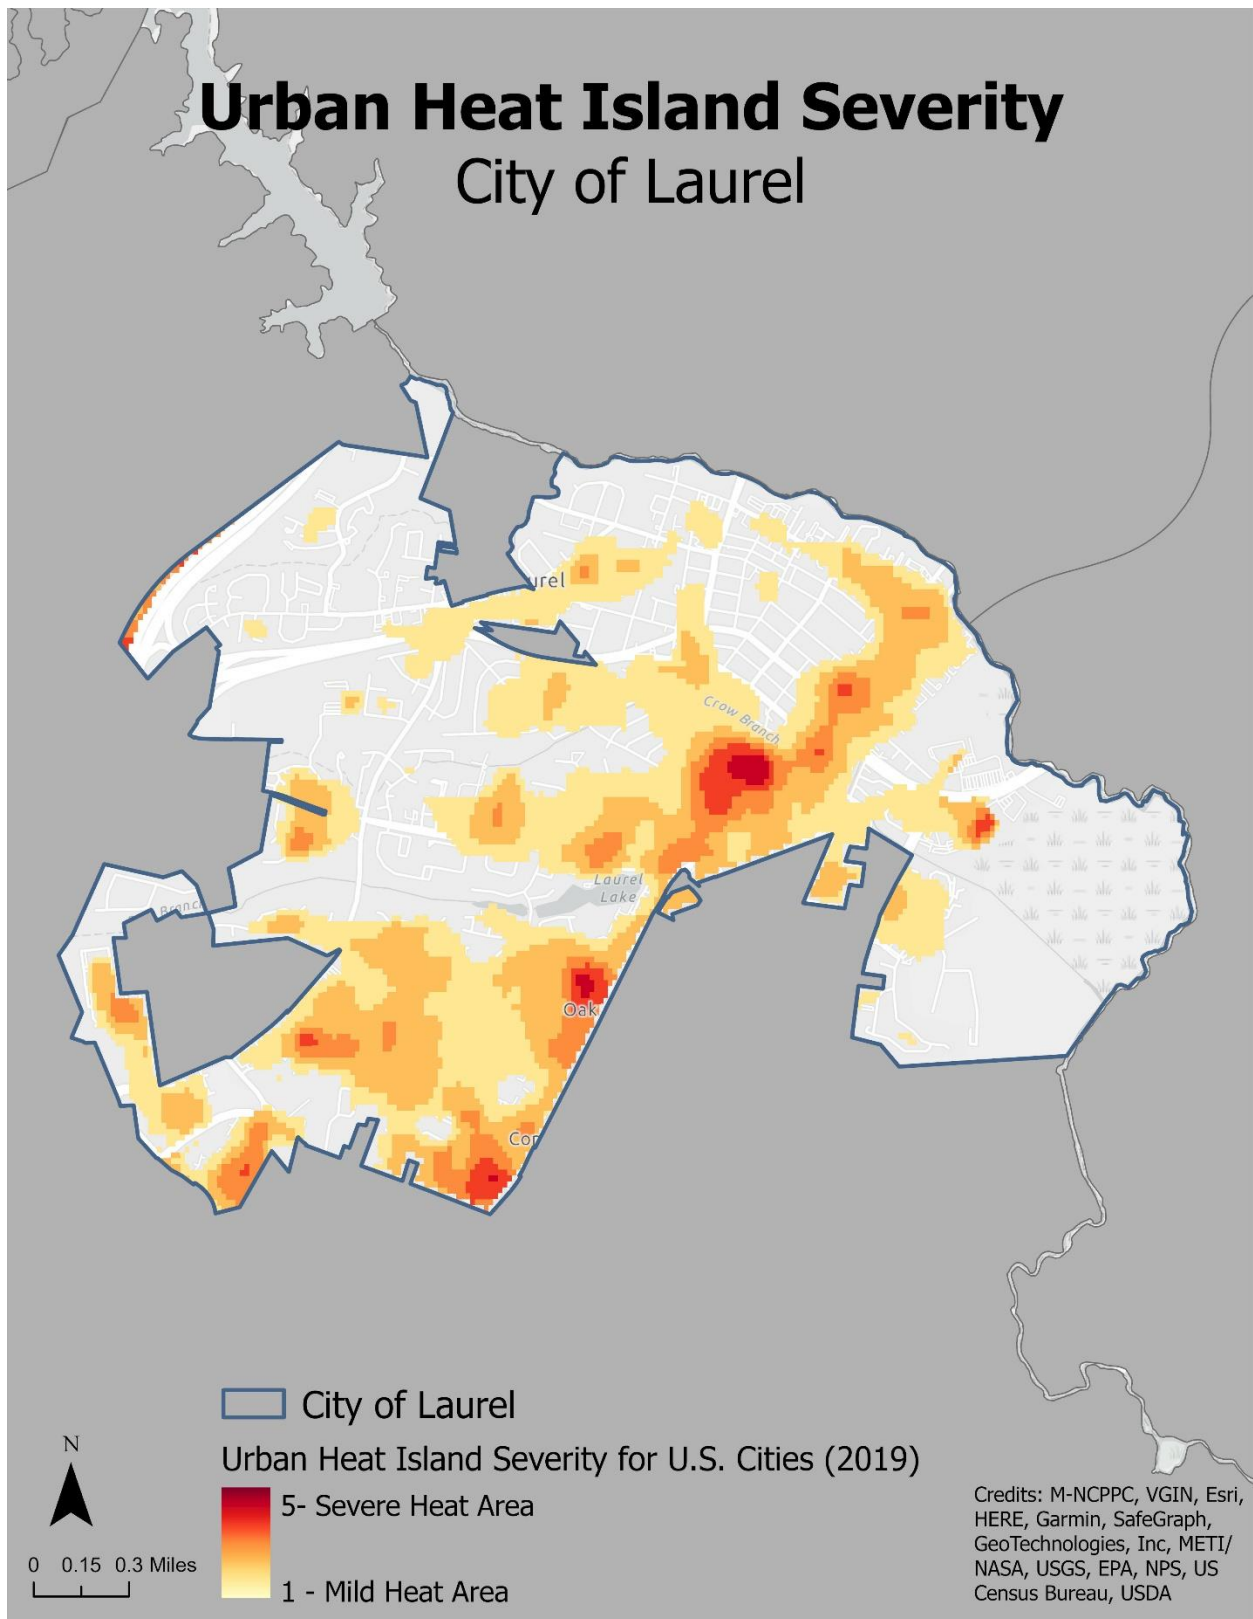 Urban Heat Island Severity
City of Laurel
urel
Crow Branch
Laurel
Lake
Branch
Oak
Cor
City of Laurel
Urban Heat Island Severity for U.S. Cities (2019)
5- Severe Heat Area
1 - Mild Heat Area
N
0 0.15 0.3 Miles
Credits: M-NCPPC, VGIN, Esri,
HERE, Garmin, SafeGraph,
GeoTechnologies, Inc, METI/
NASA, USGS, EPA, NPS, US
Census Bureau, USDA